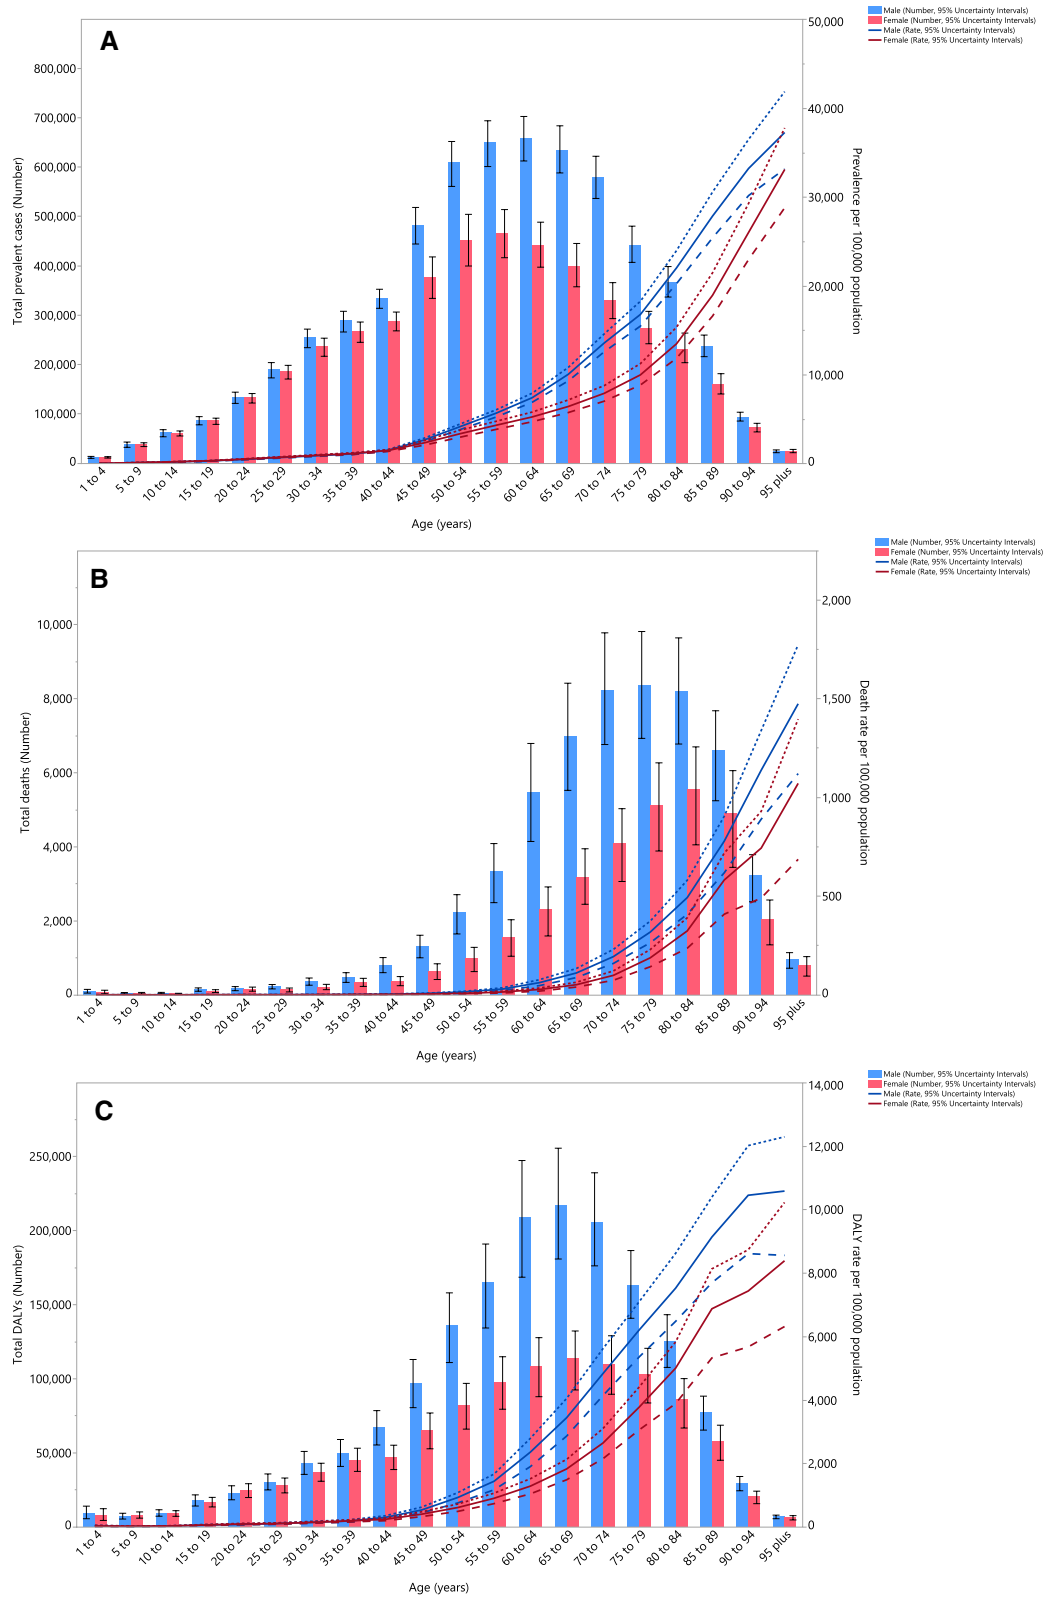 A
Male (Number, 95% Uncertainty Intervals)
Female (Number, 95% Uncertainty Intervals)
Male (Rate, 95% Uncertainty Intervals)
Female (Rate, 95% Uncertainty Intervals)
Total prevalent cases (Number)
800,000
700,000
600,000
500,000
400,000
300,000
200,000
100,000
0
50,000
40,000
30,000
20,000
10,000
0
Prevalence per 100,000 population
1 to 4
5 to 9
10 to 14
15 to 19
20 to 24
25 to 29
30 to 34
35 to 39
40 to 44
45 to 49
50 to 54
55 to 59
60 to 64
65 to 69
70 to 74
75 to 79
80 to 84
85 to 89
90 to 94
95 plus
Age (years)
B
Male (Number, 95% Uncertainty Intervals)
Female (Number, 95% Uncertainty Intervals)
Male (Rate, 95% Uncertainty Intervals)
Female (Rate, 95% Uncertainty Intervals)
Total deaths (Number)
10,000
8,000
6,000
4,000
2,000
0
2,000
1,500
1,000
500
0
Death rate per 100,000 population
1 to 4
5 to 9
10 to 14
15 to 19
20 to 24
25 to 29
30 to 34
35 to 39
40 to 44
45 to 49
50 to 54
55 to 59
60 to 64
65 to 69
70 to 74
75 to 79
80 to 84
85 to 89
90 to 94
95 plus
Age (years)
C
Male (Number, 95% Uncertainty Intervals)
Female (Number, 95% Uncertainty Intervals)
Male (Rate, 95% Uncertainty Intervals)
Female (Rate, 95% Uncertainty Intervals)
Total DALYs (Number)
250,000
200,000
150,000
100,000
50,000
0
14,000
12,000
10,000
8,000
6,000
4,000
2,000
0
DALY rate per 100,000 population
1 to 4
5 to 9
10 to 14
15 to 19
20 to 24
25 to 29
30 to 34
35 to 39
40 to 44
45 to 49
50 to 54
55 to 59
60 to 64
65 to 69
70 to 74
75 to 79
80 to 84
85 to 89
90 to 94
95 plus
Age (years)